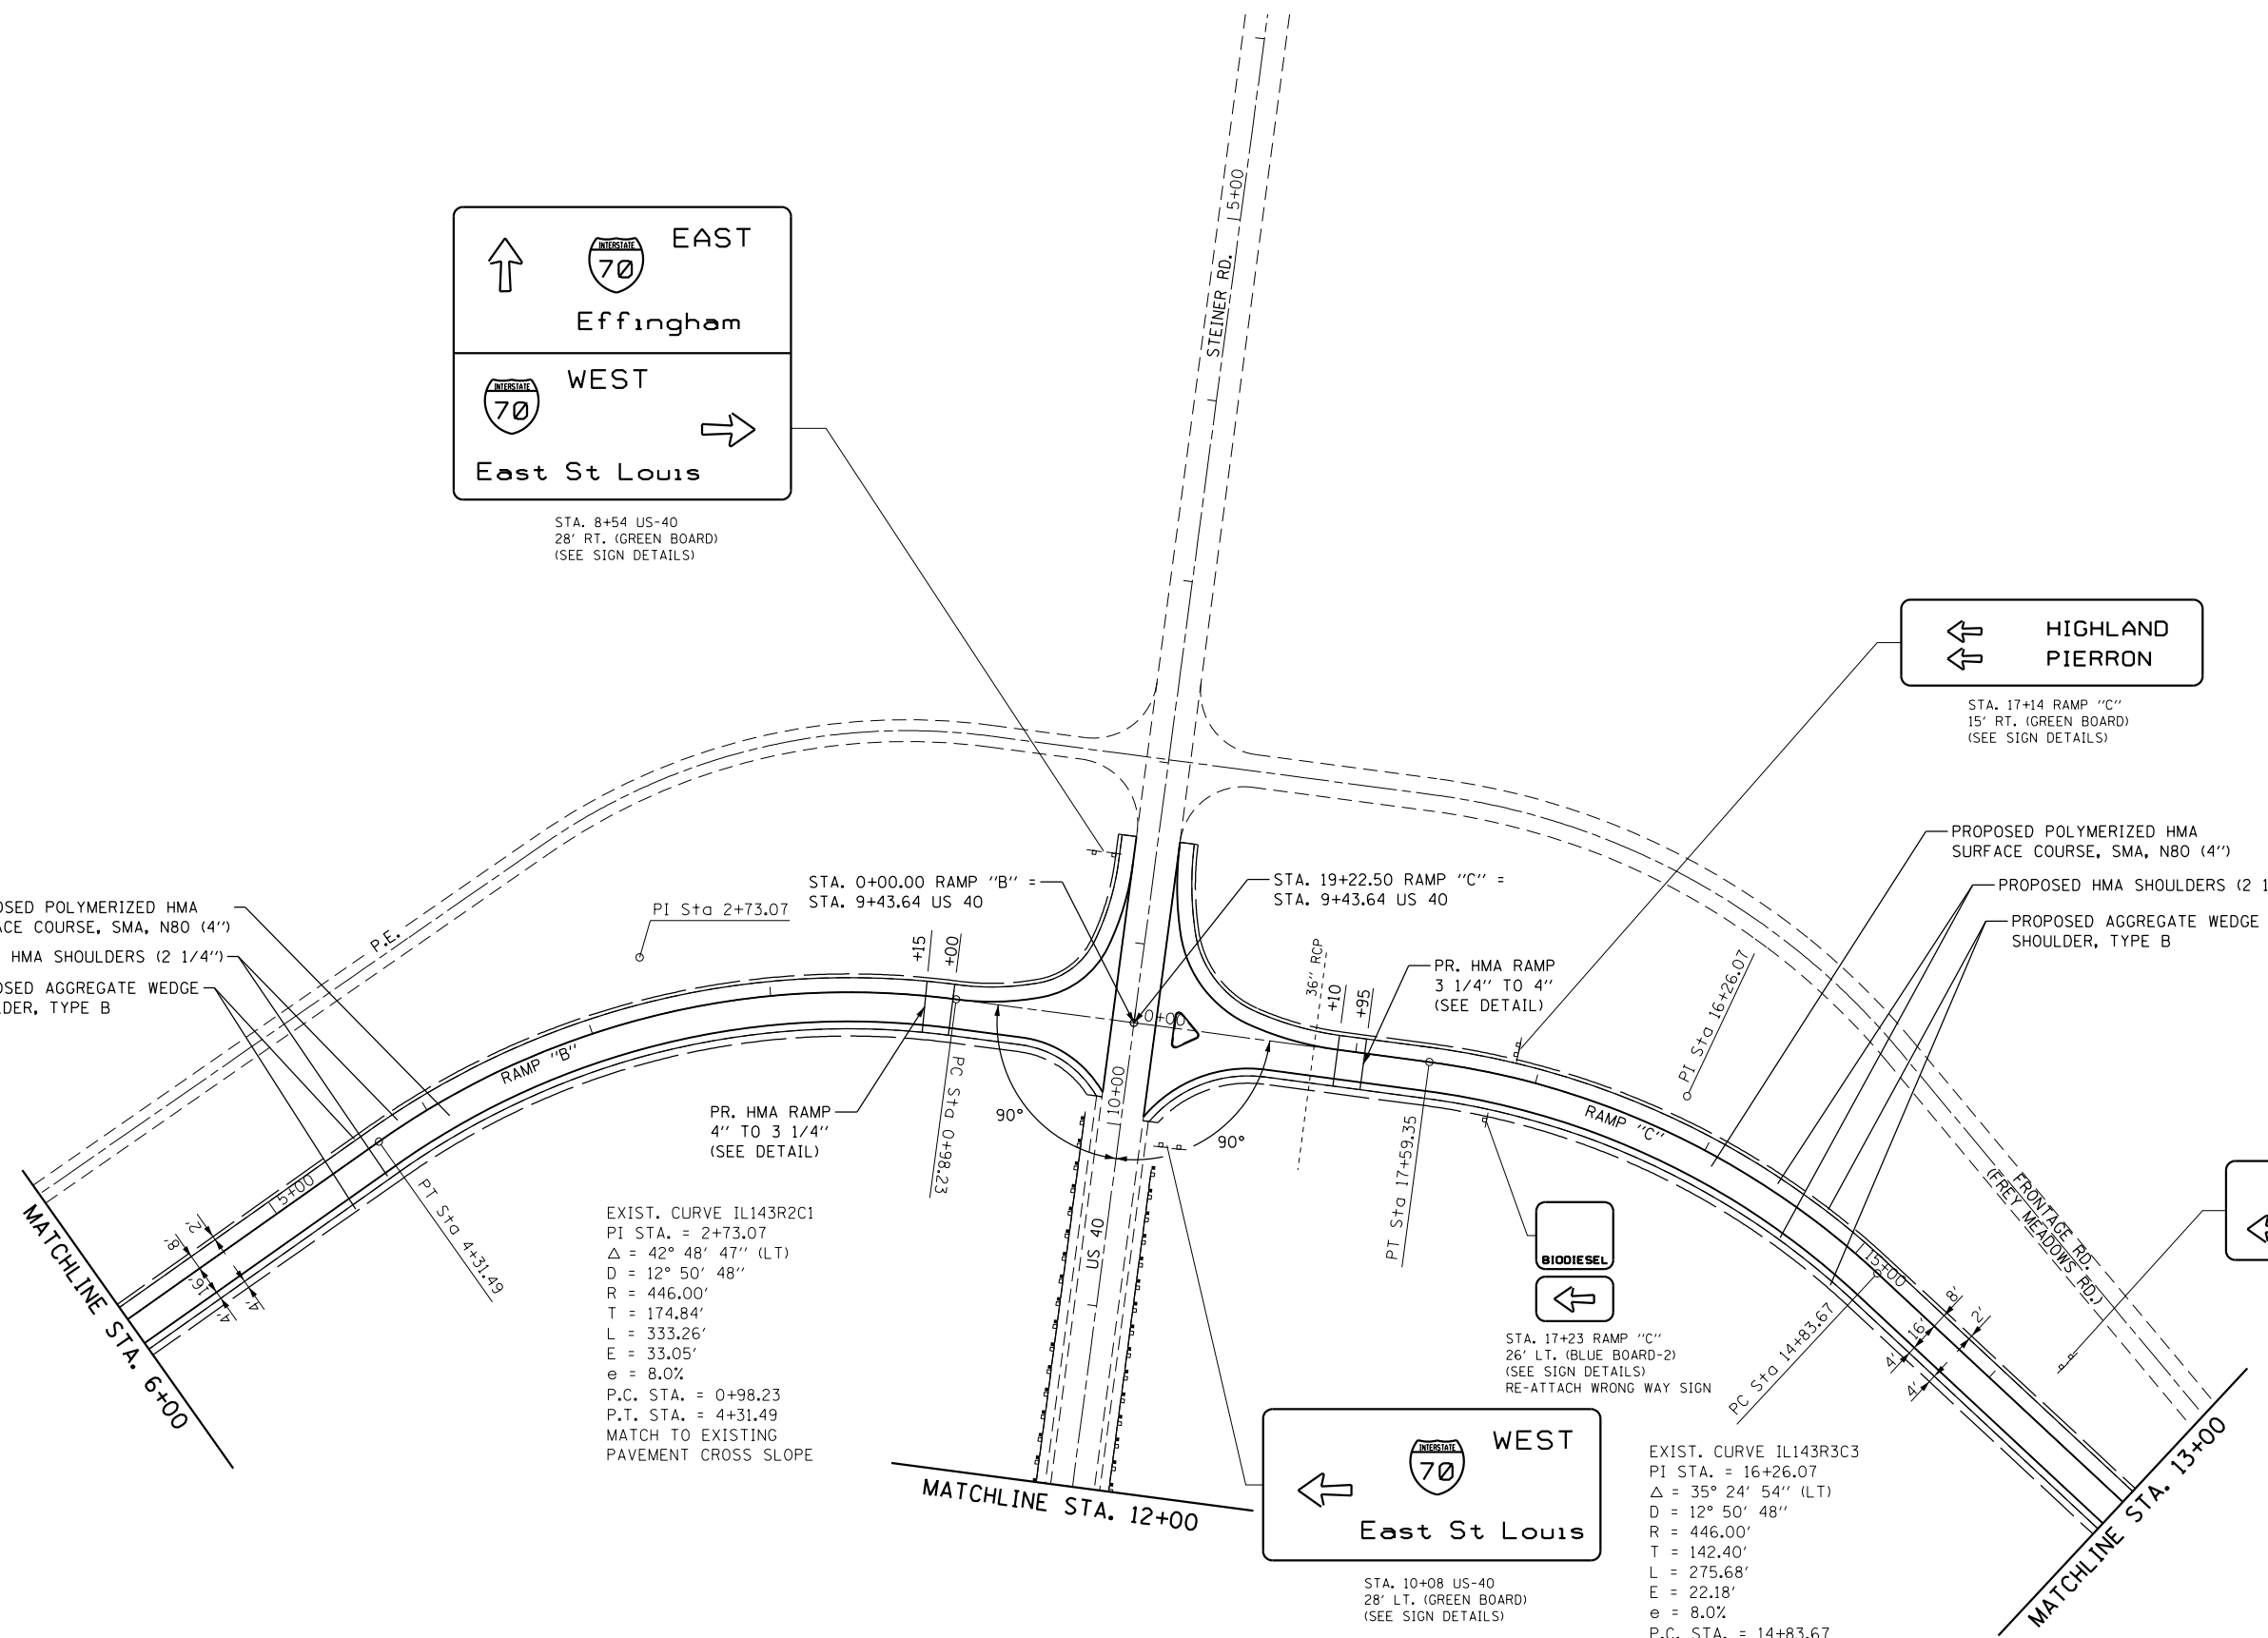 STEINER RD.
5+00
INTERSTATE
70
EAST
Effingham
INTERSTATE
70
WEST
East St Louis
STA. 8+54 US-40
28' RT. (GREEN BOARD)
(SEE SIGN DETAILS)
HIGHLAND
PIERRON
STA. 17+14 RAMP "C"
15' RT. (GREEN BOARD)
(SEE SIGN DETAILS)
PROPOSED POLYMERIZED HMA
SURFACE COURSE, SMA, N80 (4")
PROPOSED HMA SHOULDERS (2 1
PROPOSED AGGREGATE WEDGE
SHOULDER, TYPE B
OSED POLYMERIZED HMA
ACE COURSE, SMA, N80 (4")
HMA SHOULDERS (2 1/4")
OSED AGGREGATE WEDGE
LDER, TYPE B
P.E.
PI Sta 2+73.07
STA. 0+00.00 RAMP "B" =
STA. 9+43.64 US 40
STA. 19+22.50 RAMP "C" =
STA. 9+43.64 US 40
+15
+00
36" RCP
+10
+95
PR. HMA RAMP
3 1/4" TO 4"
(SEE DETAIL)
PI Sta 16+26.07
0+00
RAMP "B"
RAMP "C"
PR. HMA RAMP
4" TO 3 1/4"
(SEE DETAIL)
PC Sta 0+98.23
90°
90°
10+00
US 40
PT Sta 17+59.35
5+00
PT Sta 4+31.49
2'
8'
16'
4'
4'
MATCHLINE STA. 6+00
EXIST. CURVE IL143R2C1
PI STA. = 2+73.07
Δ = 42° 48' 47" (LT)
D = 12° 50' 48"
R = 446.00'
T = 174.84'
L = 333.26'
E = 33.05'
e = 8.0%
P.C. STA. = 0+98.23
P.T. STA. = 4+31.49
MATCH TO EXISTING
PAVEMENT CROSS SLOPE
BIODIESEL
STA. 17+23 RAMP "C"
26' LT. (BLUE BOARD-2)
(SEE SIGN DETAILS)
RE-ATTACH WRONG WAY SIGN
FRONTAGE RD.
(FREY MEADOWS RD.)
15+00
PC Sta 14+83.67
8'
2'
16'
4'
4'
MATCHLINE STA. 12+00
INTERSTATE
70
WEST
East St Louis
STA. 10+08 US-40
28' LT. (GREEN BOARD)
(SEE SIGN DETAILS)
EXIST. CURVE IL143R3C3
PI STA. = 16+26.07
Δ = 35° 24' 54" (LT)
D = 12° 50' 48"
R = 446.00'
T = 142.40'
L = 275.68'
E = 22.18'
e = 8.0%
P.C. STA. = 14+83.67
MATCHLINE STA. 13+00